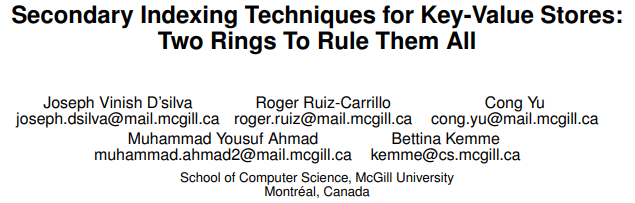 Secondary Indexing Techniques for Key-Value Stores:
Two Rings To Rule Them All
Joseph Vinish D'silva Roger Ruiz-Carrillo Cong Yu
joseph.dsilva@mail.mcgill.ca roger.ruiz@mail.mcgill.ca cong.yu@mail.mcgill.ca
Muhammad Yousuf Ahmad Bettina Kemme
muhammad.ahmad2@mail.mcgill.ca kemme@cs.mcgill.ca
School of Computer Science, McGill University
Montréal, Canada